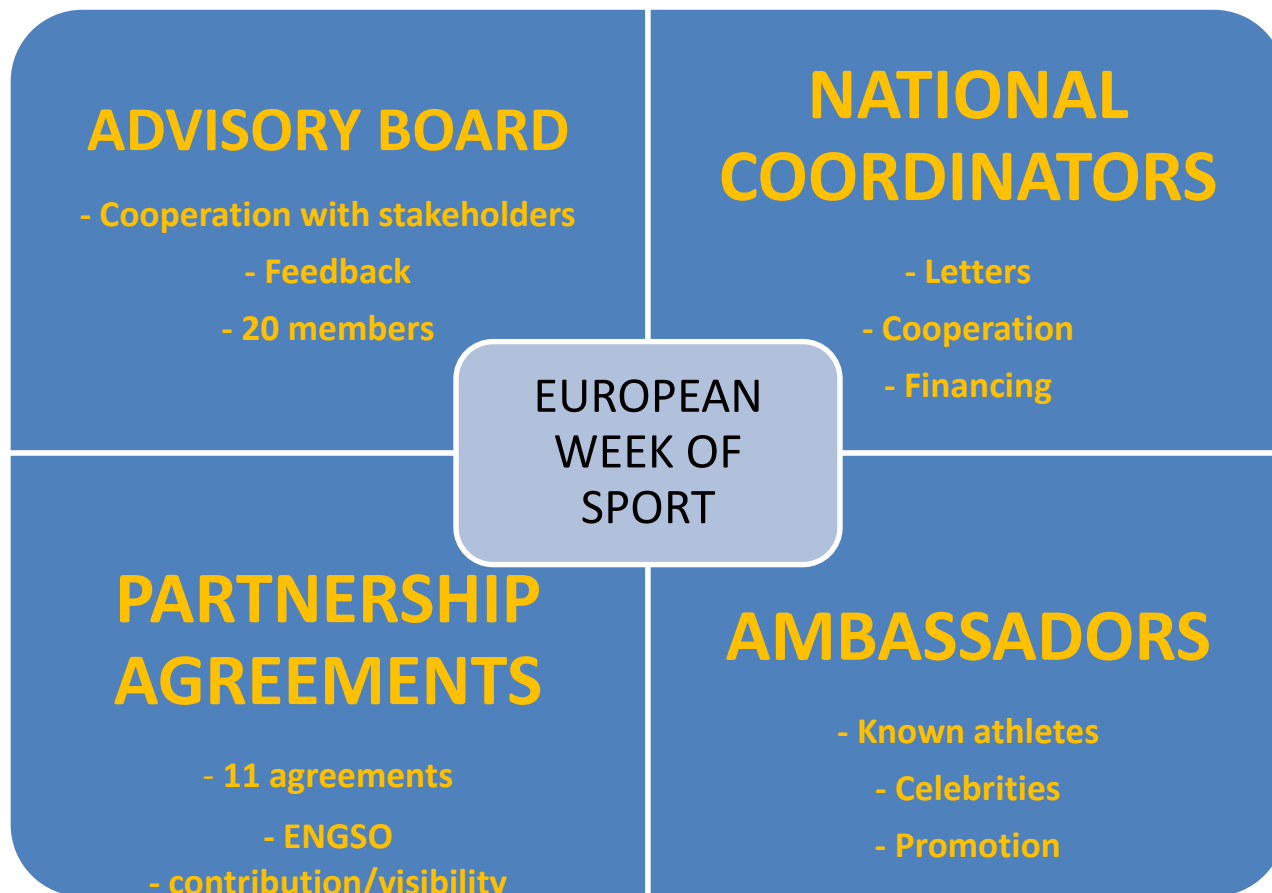 ADVISORY BOARD
- Cooperation with stakeholders
- Feedback
- 20 members
NATIONAL
COORDINATORS
- Letters
- Cooperation
- Financing
EUROPEAN
WEEK OF
SPORT
PARTNERSHIP
AGREEMENTS
- 11 agreements
- ENGSO
- contribution/visibility
AMBASSADORS
- Known athletes
- Celebrities
- Promotion